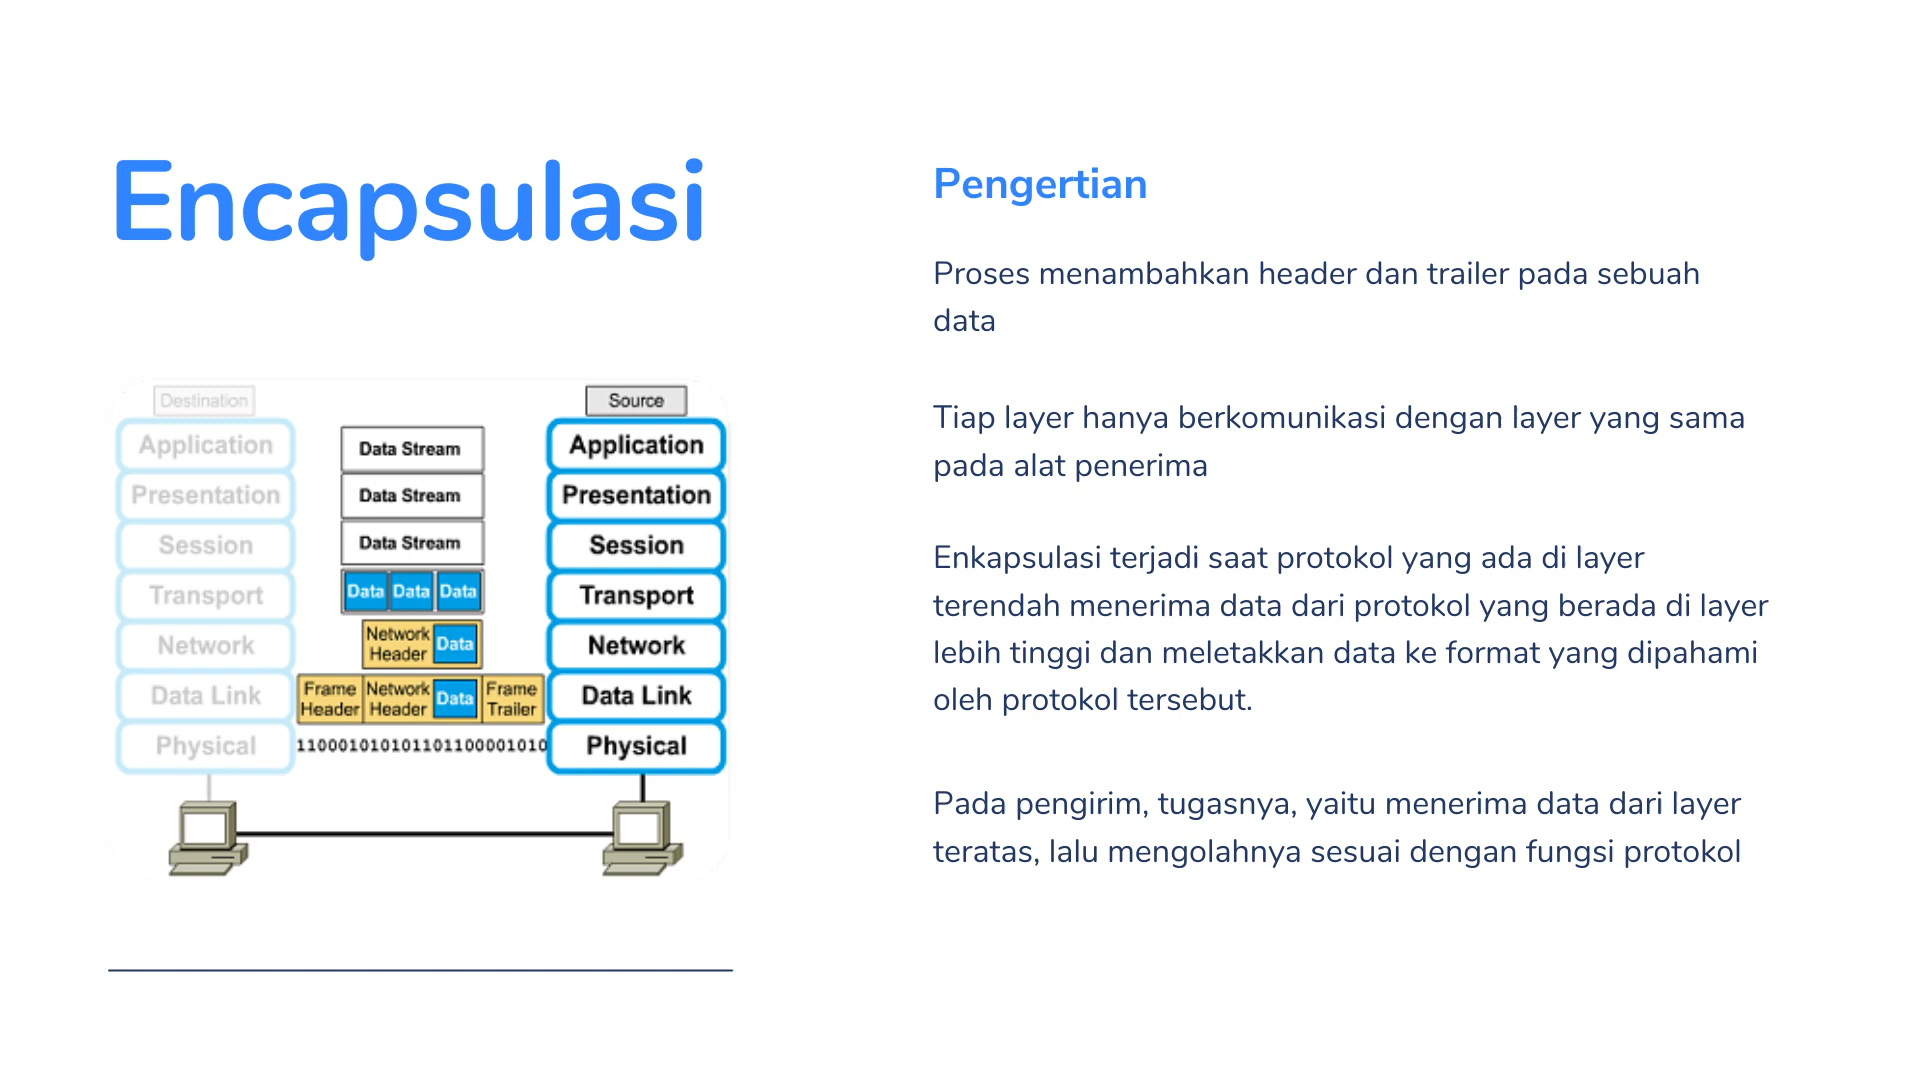 Encapsulasi
Destination
Source
Application
Data Stream
Application
Presentation
Data Stream
Presentation
Session
Data Stream
Session
Transport
Data Data Data
Transport
Network
Network
Header
Data
Network
Data Link
Frame
Header
Network
Header
Data
Frame
Trailer
Data Link
Physical
1100010101011011000010​10
Physical
Pengertian
Proses menambahkan header dan trailer pada sebuah
data
Tiap layer hanya berkomunikasi dengan layer yang sama
pada alat penerima
Enkapsulasi terjadi saat protokol yang ada di layer
terendah menerima data dari protokol yang berada di layer
lebih tinggi dan meletakkan data ke format yang dipahami
oleh protokol tersebut.
Pada pengirim, tugasnya, yaitu menerima data dari layer
teratas, lalu mengolahnya sesuai dengan fungsi protokol